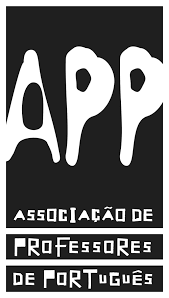 APP
ASSOCIAÇÃO DE
PROFESSORES
DE PORTUGUÊS